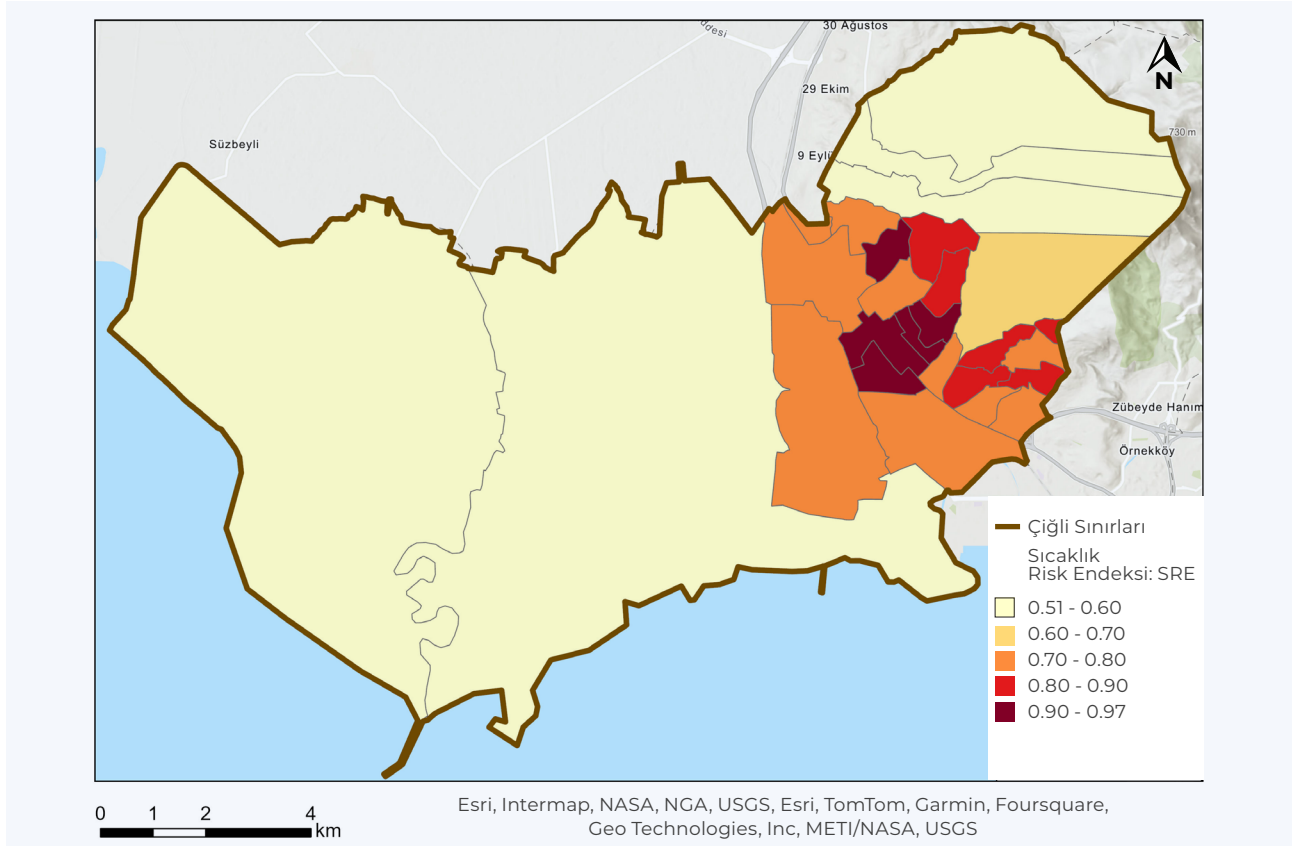 ddesi
30 Ağustos
N
29 Ekim
730 m
Süzbeyli
9 Eylü
Zübeyde Hanım
Örnekköy
Çiğli Sınırları
Sıcaklık
Risk Endeksi: SRE
0.51 - 0.60
0.60 - 0.70
0.70 - 0.80
0.80 - 0.90
0.90 - 0.97
0 1 2 4
km
Esri, Intermap, NASA, NGA, USGS, Esri, TomTom, Garmin, Foursquare,
Geo Technologies, Inc, METI/NASA, USGS